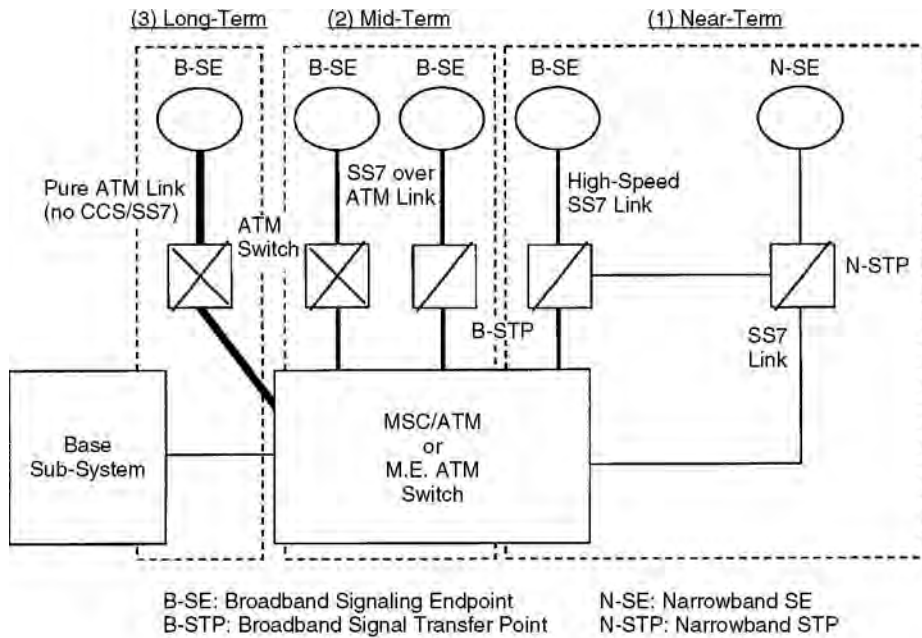 (3) Long-Term
(2) Mid-Term
(1) Near-Term
B-SE
B-SE
B-SE
B-SE
N-SE
Pure ATM Link
(no CCS/SS7)
SS7 over
ATM Link
High-Speed
SS7 Link
ATM
Switch
N-STP
B-STP
SS7
Link
Base
Sub-System
MSC/ATM
or
M.E. ATM
Switch
B-SE: Broadband Signaling Endpoint
N-SE: Narrowband SE
B-STP: Broadband Signal Transfer Point
N-STP: Narrowband STP